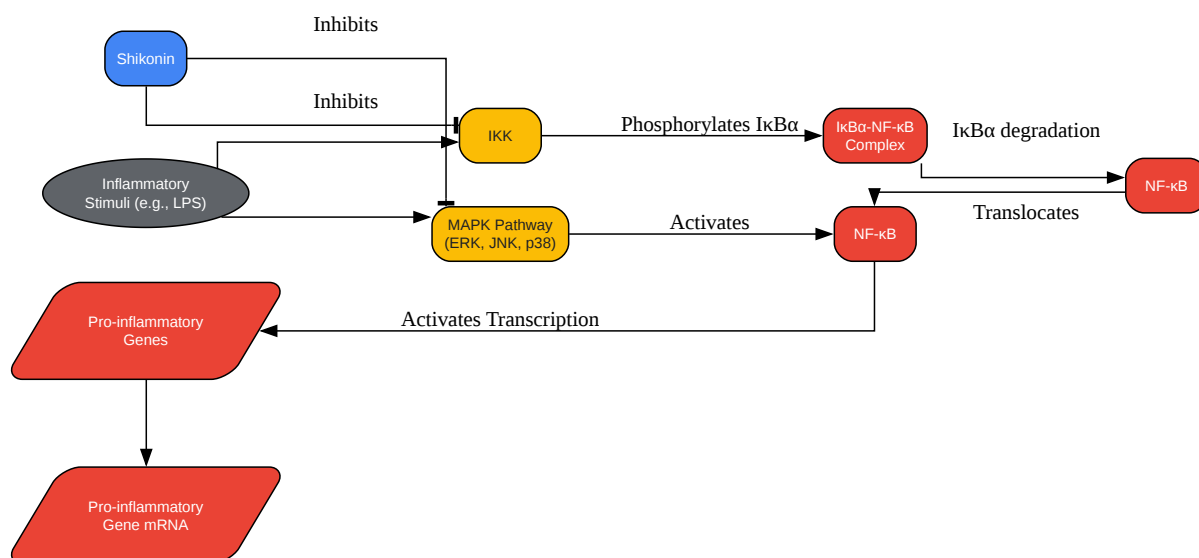 Inhibits
Shikonin
Inhibits
IKK
Phosphorylates IκBα
IκBα-NF-κB
Complex
IκBα degradation
Inflammatory
Stimuli (e.g., LPS)
NF-κB
Translocates
MAPK Pathway
(ERK, JNK, p38)
Activates
NF-κB
Activates Transcription
Pro-inflammatory
Genes
Pro-inflammatory
Gene mRNA